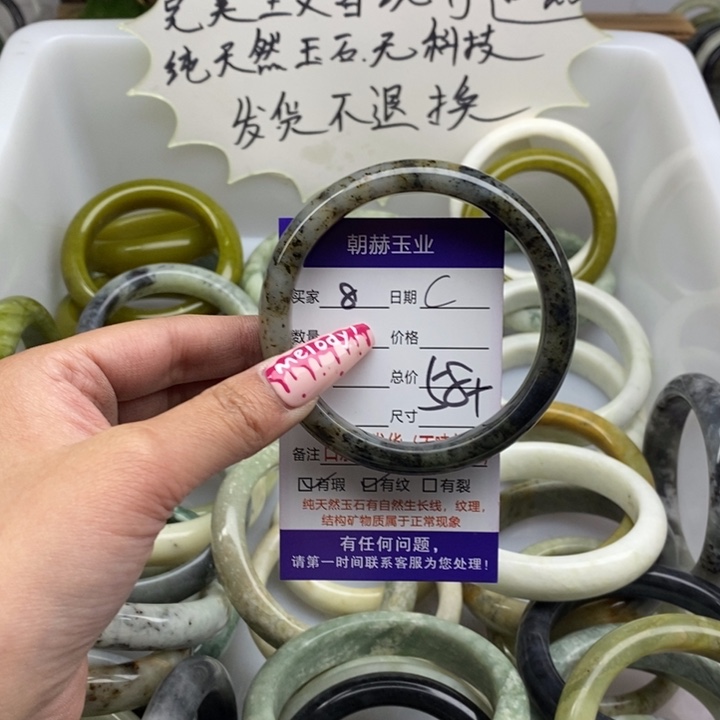 纯天然玉石.无科技
发货不退换
朝赫玉业
买家 8 日期 C
数量 价格
melody
总价 58+
尺寸
备注
有瑕 有纹 有裂
纯天然玉石有自然生长线，纹理，
结构矿物质属于正常现象
有任何问题，
请第一时间联系客服为您处理！